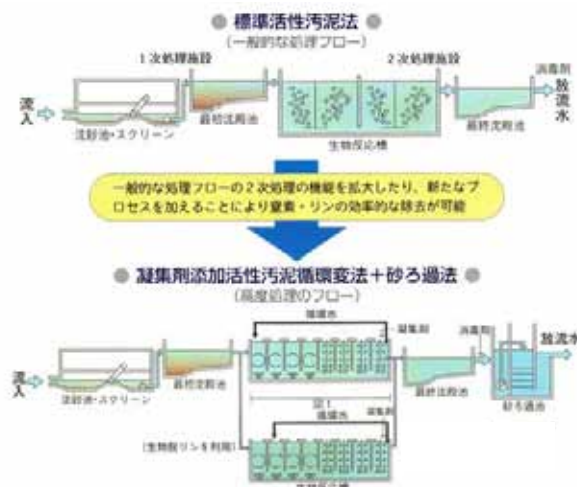 標準活性汚泥法
(一般的な処理フロー)
1次処理施設
2次処理施設
消毒剤
放流水
流入
沈砂池・スクリーン
最初沈殿池
生物反応槽
最終沈殿池
一般的な処理フローの2次処理の機能を拡大したり、新たなプ
ロセスを加えることにより窒素・リンの効率的な除去が可能
凝集剤添加活性汚泥循環変法+砂ろ過法
(高度処理のフロー)
循環水
凝集剤
消毒剤
放流水
流入
沈砂池・スクリーン
最初沈殿池
図1
最終沈殿池
砂ろ過池
循環水
凝集剤
(生物脱リンを利用)
生物反応槽